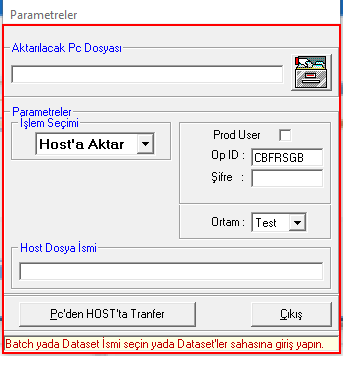 Parametreler
Aktarılacak Pc Dosyası
Parametreler
İşlem Seçimi
Host'a Aktar
Prod User
Op ID : CBFRSGB
Şifre :
Ortam : Test
Host Dosya İsmi
Pc'den HOST'ta Tranfer
Çıkış
Batch yada Dataset İsmi seçin yada Dataset'ler sahasına giriş yapın.